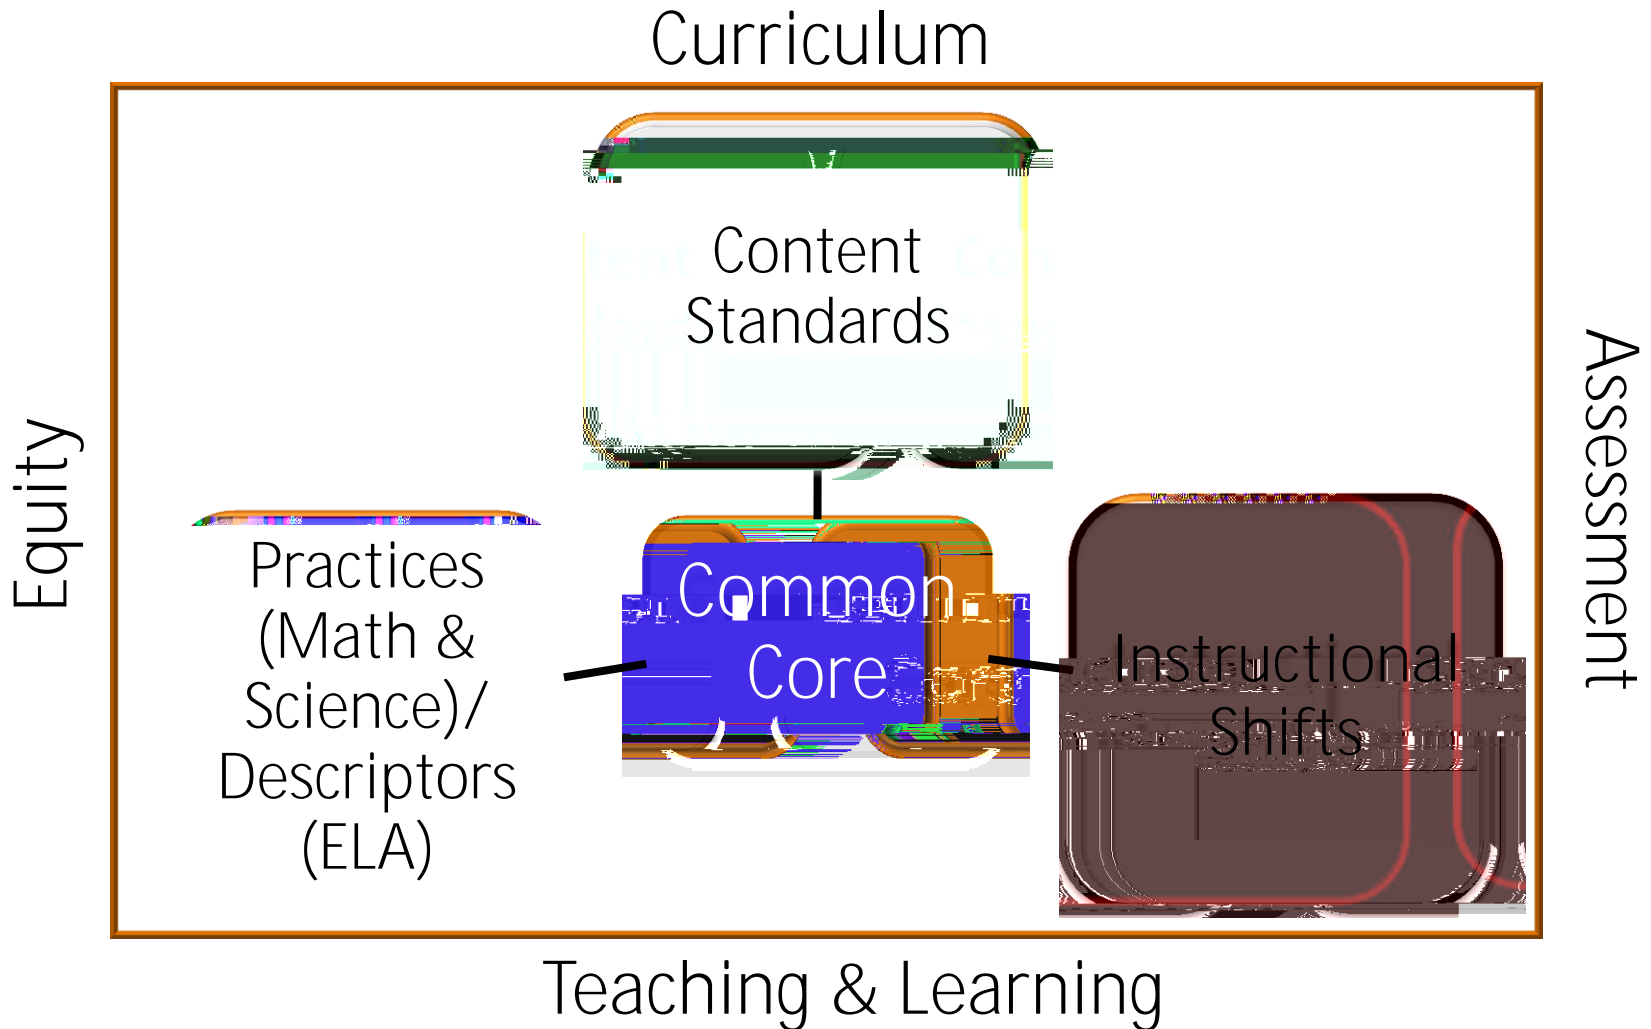 Curriculum
Content
Standards
Equity
Assessment
Practices
(Math &
Science)/
Descriptors
(ELA)
Common
Core
Instructional
Shifts
Teaching & Learning